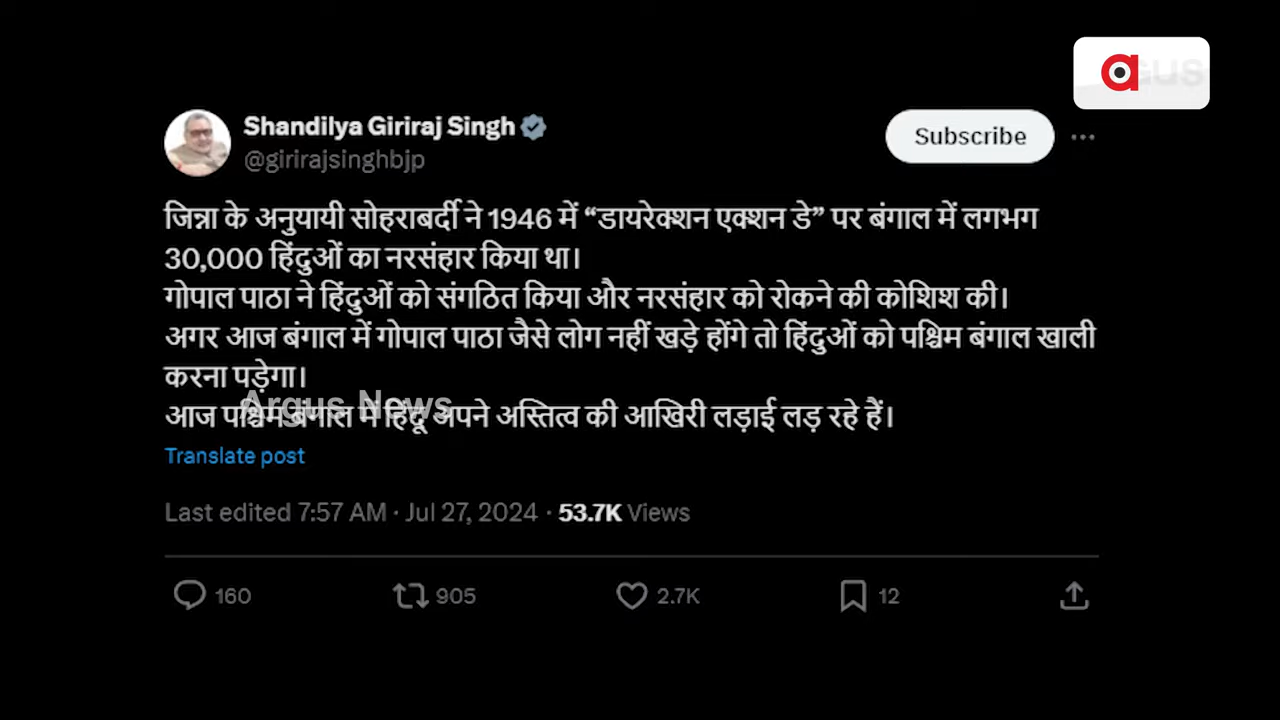 argus
Shandilya Giriraj Singh
Subscribe
@girirajsinghbjp
जिन्ना के अनुयायी सोहराबर्दी ने 1946 में “डायरेक्शन एक्शन डे” पर बंगाल में लगभग
30,000 हिंदुओं का नरसंहार किया था।
गोपाल पाठा ने हिंदुओं को संगठित किया और नरसंहार को रोकने की कोशिश की।
अगर आज बंगाल में गोपाल पाठा जैसे लोग नहीं खड़े होंगे तो हिंदुओं को पश्चिम बंगाल खाली
करना पड़ेगा।
Argus News
आज पश्चिम बंगाल में हिंदू अपने अस्तित्व की आखिरी लड़ाई लड़ रहे हैं।
Translate post
Last edited 7:57 AM · Jul 27, 2024 · 53.7K Views
160 905 2.7K 12